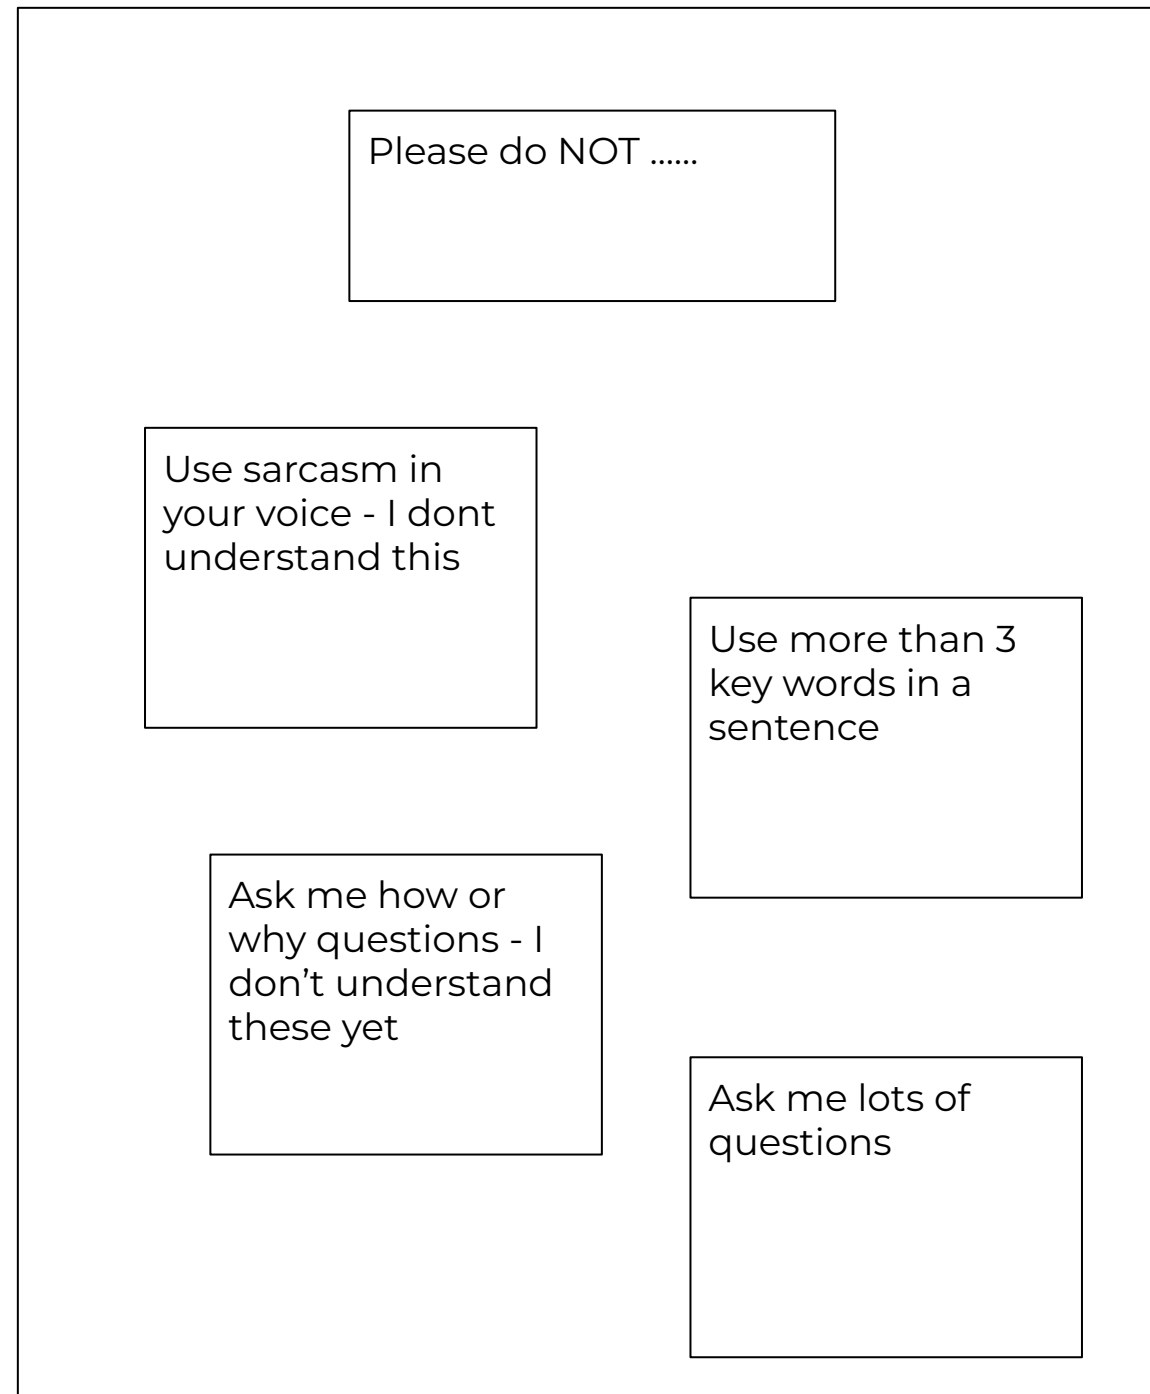 Please do NOT ......
Use sarcasm in
your voice - I dont
understand this
Use more than 3
key words in a
sentence
Ask me how or
why questions - I
don’t understand
these yet
Ask me lots of
questions